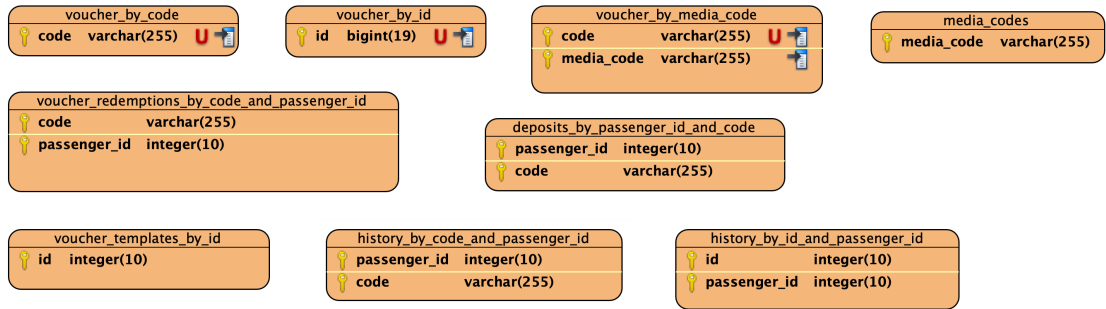 voucher_by_code
code varchar(255) U
voucher_by_id
id bigint(19) U
voucher_by_media_code
code varchar(255) U
media_code varchar(255)
media_codes
media_code varchar(255)
voucher_redemptions_by_code_and_passenger_id
code varchar(255)
passenger_id integer(10)
deposits_by_passenger_id_and_code
passenger_id integer(10)
code varchar(255)
voucher_templates_by_id
id integer(10)
history_by_code_and_passenger_id
passenger_id integer(10)
code varchar(255)
history_by_id_and_passenger_id
id integer(10)
passenger_id integer(10)